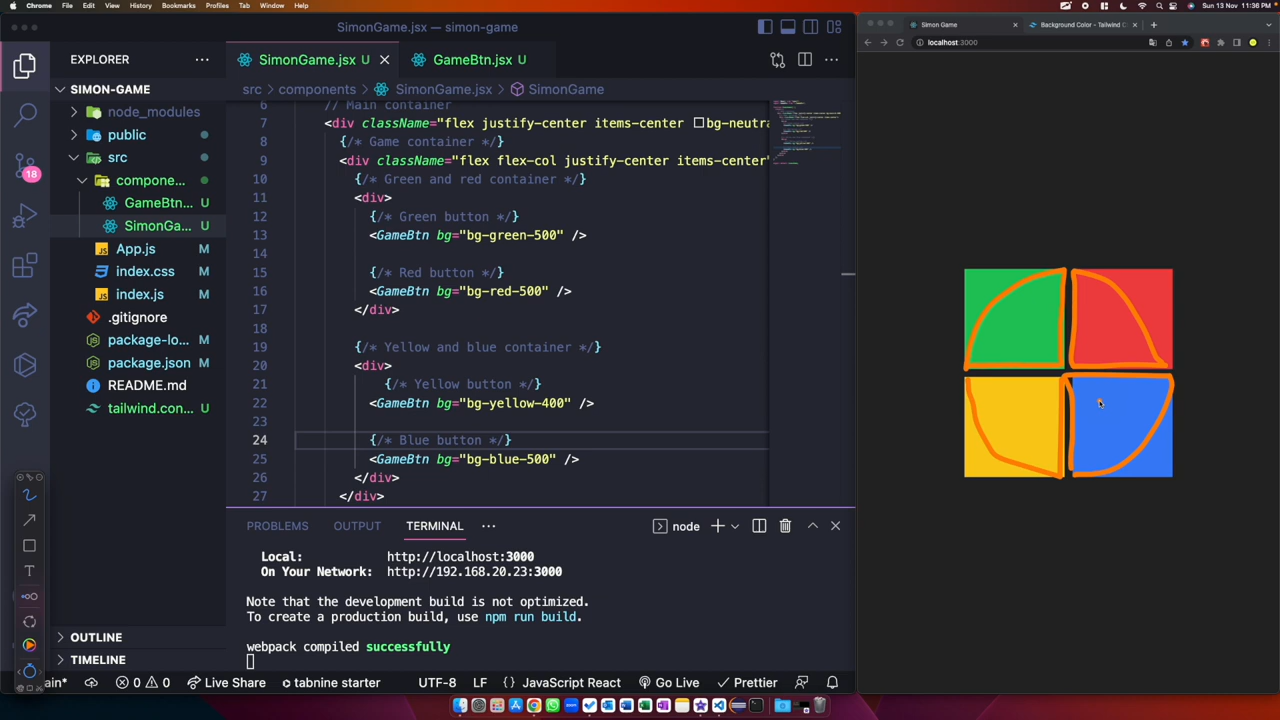 Chrome File Edit View History Bookmarks Profiles Tab Window Help Sun 13 Nov 11:36 PM
SimonGame.jsx — simon-game
EXPLORER
SIMON-GAME
node_modules
public
src
compone...
GameBtn... U
SimonGa... U
App.js M
index.css M
index.js M
.gitignore
package-lo... M
package.json M
README.md
tailwind.con... U
OUTLINE
TIMELINE
18
SimonGame.jsx U
GameBtn.jsx U
src > components > SimonGame.jsx > SimonGame
6 // Main container
7 <div className="flex justify-center items-center bg-neutra
8 {/* Game container */}
9 <div className="flex flex-col justify-center items-center"
10 {/* Green and red container */}
11 <div>
12 {/* Green button */}
13 <GameBtn bg="bg-green-500" />
14
15 {/* Red button */}
16 <GameBtn bg="bg-red-500" />
17 </div>
18
19 {/* Yellow and blue container */}
20 <div>
21 {/* Yellow button */}
22 <GameBtn bg="bg-yellow-400" />
23
24 {/* Blue button */}
25 <GameBtn bg="bg-blue-500" />
26 </div>
27 </div>
PROBLEMS OUTPUT TERMINAL node
Local: http://localhost:3000
On Your Network: http://192.168.20.23:3000
Note that the development build is not optimized.
To create a production build, use npm run build.
webpack compiled successfully
T
ain* 0 0 Live Share tabnine starter UTF-8 LF {} JavaScript React Go Live Prettier
Simon Game
Background Color - Tailwind C
localhost:3000